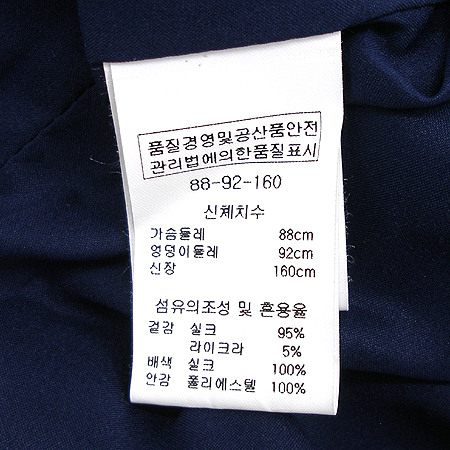 품질경영및공산품안전
관리법에의한품질표시
88-92-160
신체치수
가슴둘레 88cm
엉덩이둘레 92cm
신장 160cm
섬유의조성 및 혼용율
겉감 실크 95%
라이크라 5%
배색 실크 100%
안감 폴리에스텔 100%